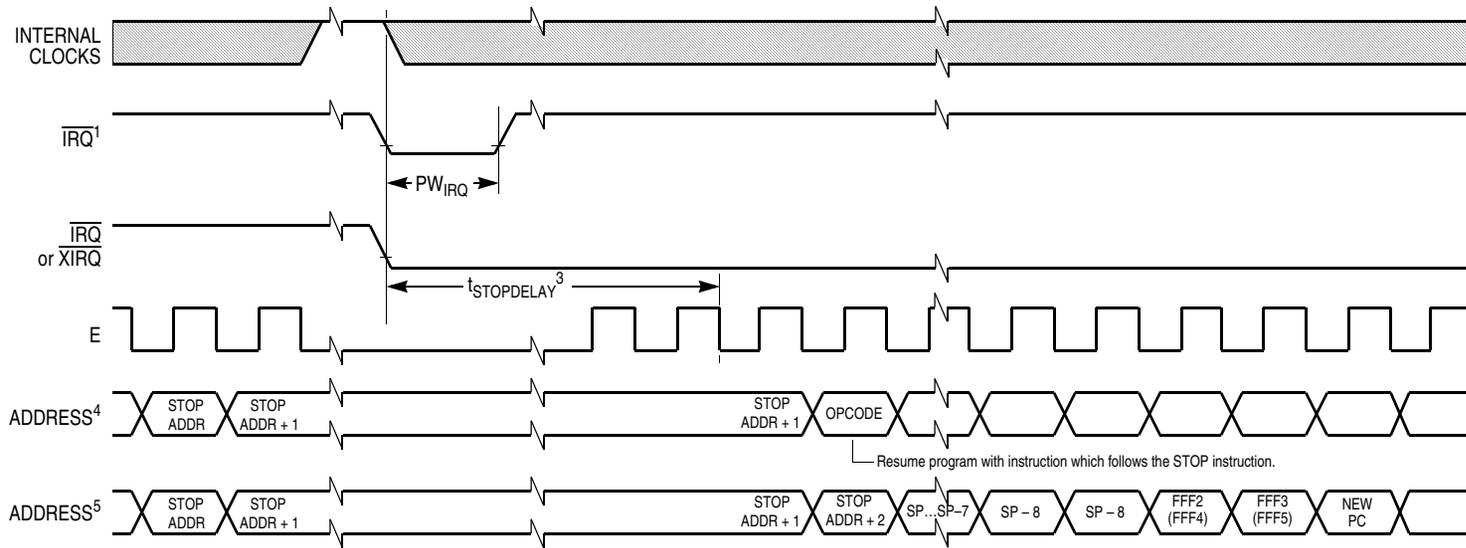 INTERNAL
CLOCKS
IRQ1
PWIRQ
IRQ
or XIRQ
tSTOPDELAY3
E
ADDRESS4
STOP
ADDR
STOP
ADDR + 1
STOP
ADDR + 1
OPCODE
Resume program with instruction which follows the STOP instruction.
ADDRESS5
STOP
ADDR
STOP
ADDR + 1
STOP
ADDR + 1
STOP
ADDR + 2
SP…SP–7
SP – 8
SP – 8
FFF2
(FFF4)
FFF3
(FFF5)
NEW
PC